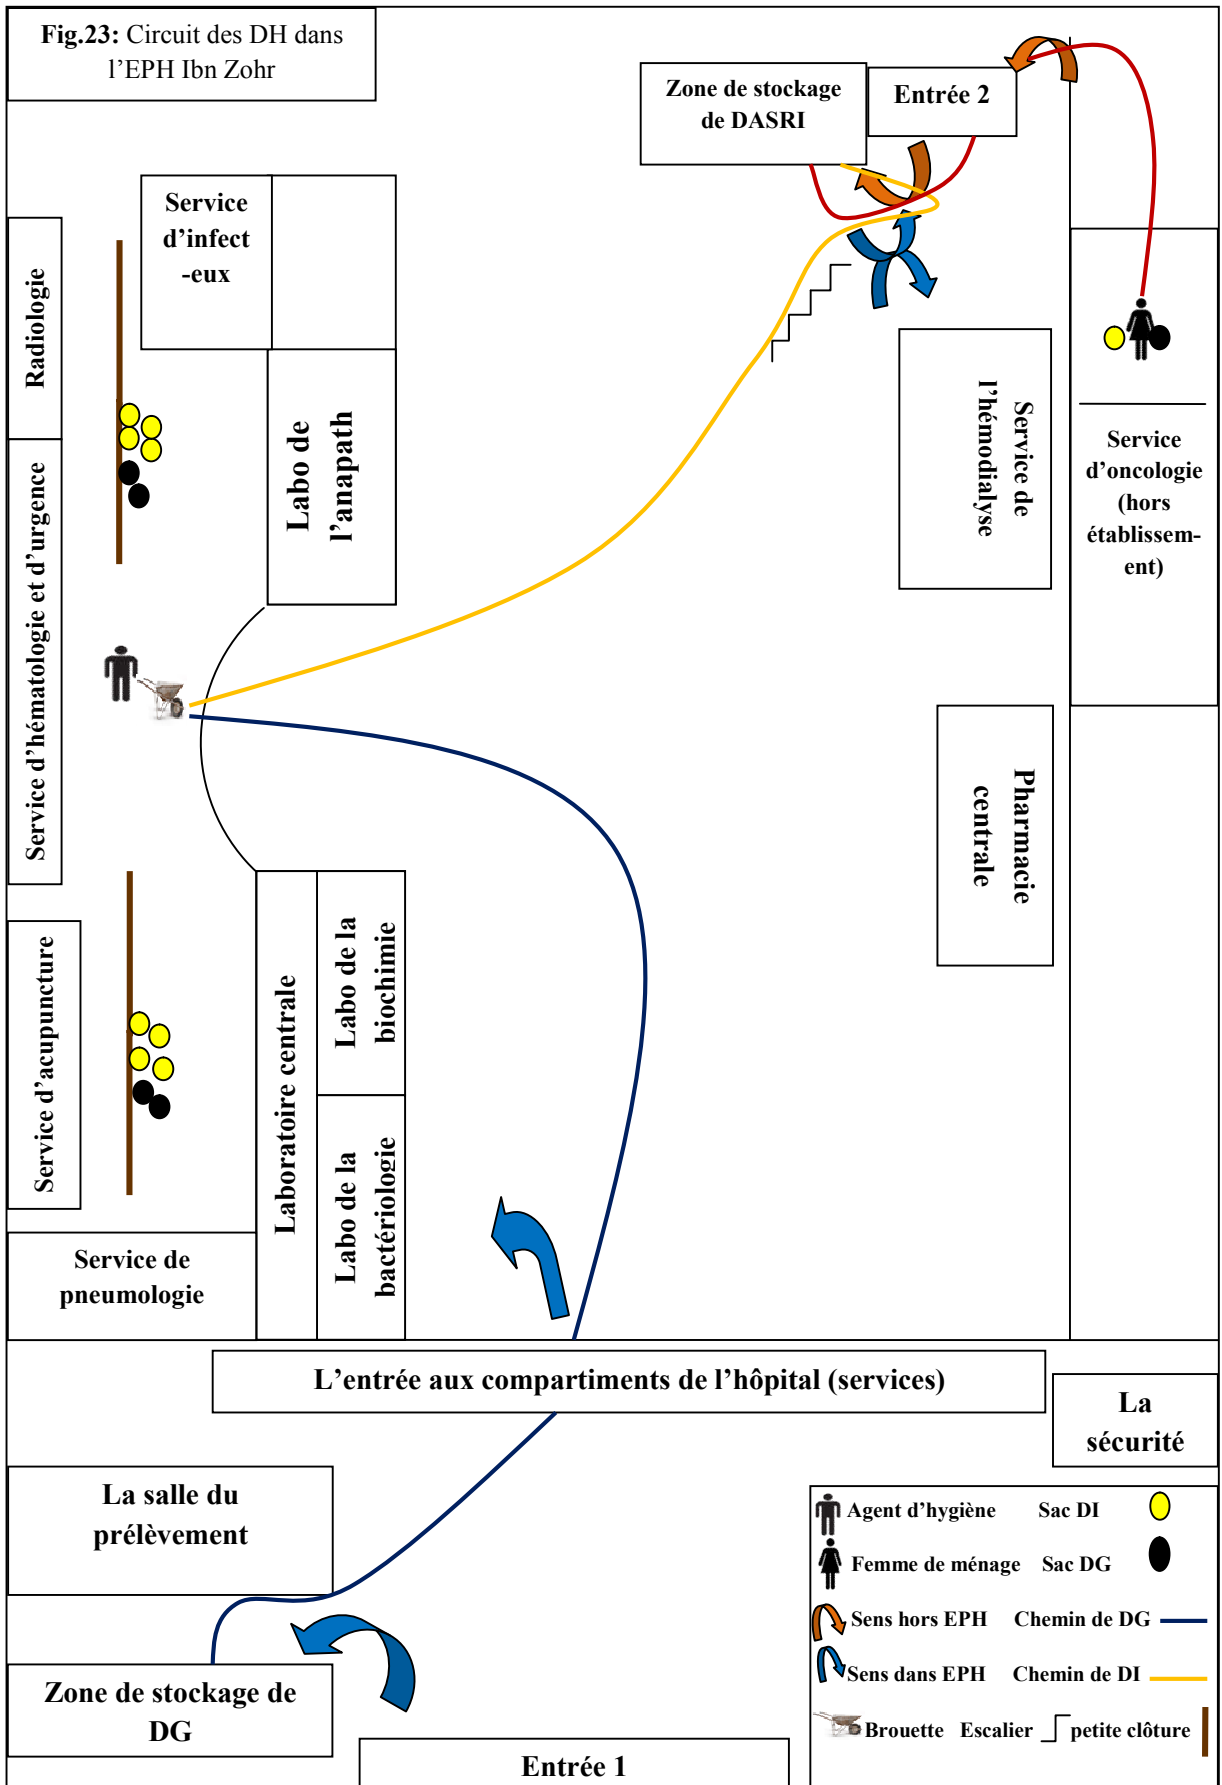 Fig.23: Circuit des DH dans
l’EPH Ibn Zohr
Zone de stockage
de DASRI
Entrée 2
Service
d’infect
-eux
Radiologie
Labo de
l’anapath
Service de
l’hémodialyse
Service
d’oncologie
(hors
établissem-
ent)
Service d’hématologie et d’urgence
Pharmacie
centrale
Service d’acupuncture
Laboratoire centrale
Labo de la
biochimie
Labo de la
bactériologie
Service de
pneumologie
L’entrée aux compartiments de l’hôpital (services)
La
sécurité
La salle du
prélèvement
Zone de stockage de
DG
Entrée 1
Agent d’hygiène Sac DI
Femme de ménage Sac DG
Sens hors EPH Chemin de DG
Sens dans EPH Chemin de DI
Brouette Escalier petite clôture